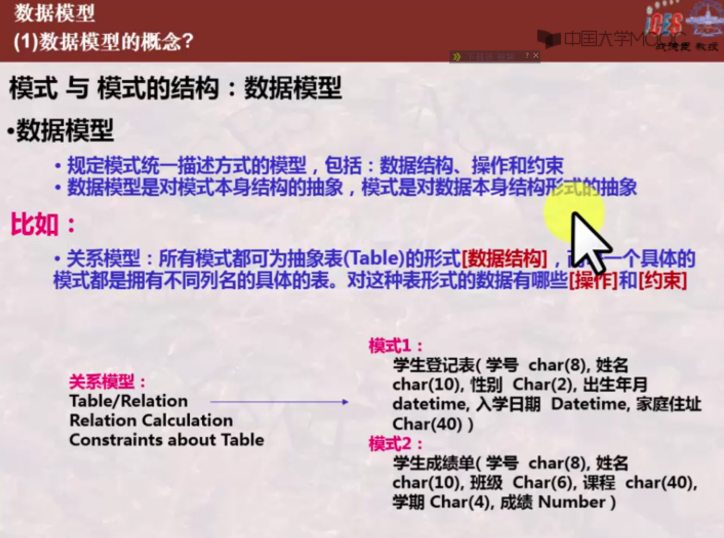 数据模型
(1)数据模型的概念?
中国大学MOOC
教授
模式 与 模式的结构：数据模型
•数据模型
• 规定模式统一描述方式的模型，包括：数据结构、操作和约束
• 数据模型是对模式本身结构的抽象，模式是对数据本身结构形式的抽象
比如：
• 关系模型：所有模式都可为抽象表(Table)的形式[数据结构]，一个具体的
模式都是拥有不同列名的具体的表。对这种表形式的数据有哪些[操作]和[约束]
关系模型：
Table/Relation
Relation Calculation
Constraints about Table
模式1：
学生登记表( 学号 char(8), 姓名
char(10), 性别 Char(2), 出生年月
datetime, 入学日期 Datetime, 家庭住址
Char(40) )
模式2：
学生成绩单( 学号 char(8), 姓名
char(10), 班级 Char(6), 课程 char(40),
学期 Char(4), 成绩 Number )